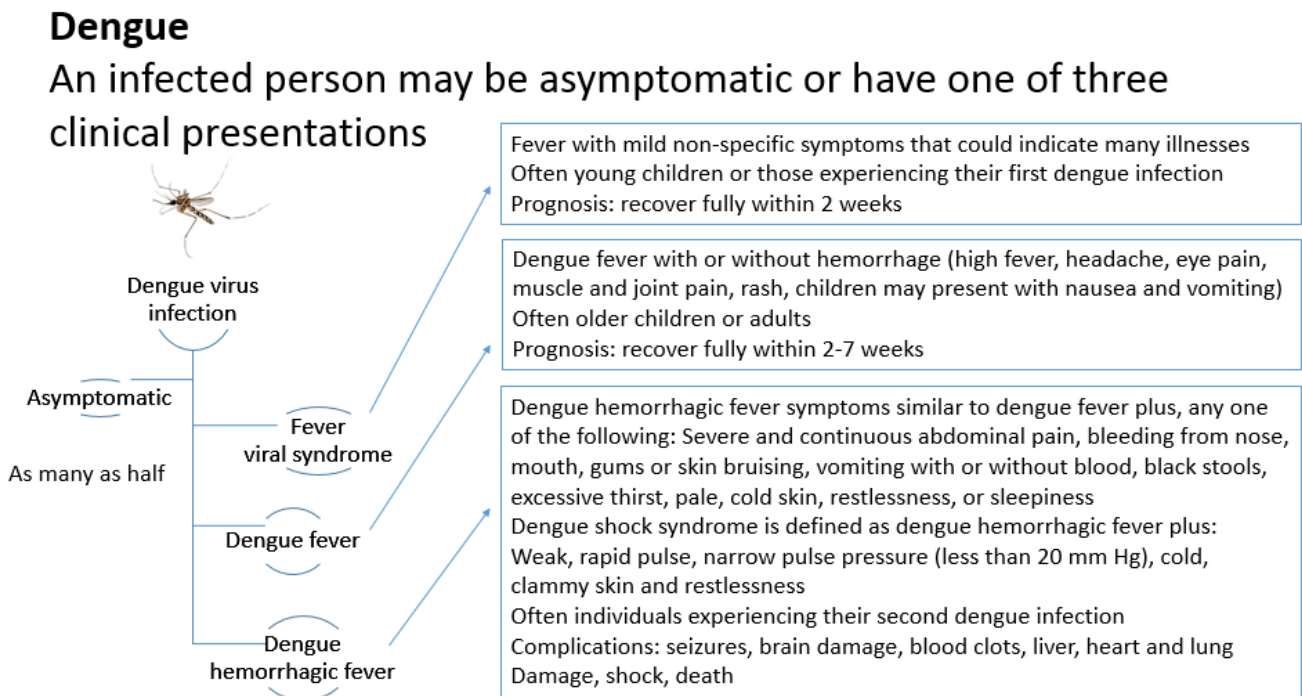 Dengue
An infected person may be asymptomatic or have one of three
clinical presentations
Dengue virus
infection
Asymptomatic
As many as half
Fever
viral syndrome
Dengue fever
Dengue
hemorrhagic fever
Fever with mild non-specific symptoms that could indicate many illnesses
Often young children or those experiencing their first dengue infection
Prognosis: recover fully within 2 weeks
Dengue fever with or without hemorrhage (high fever, headache, eye pain,
muscle and joint pain, rash, children may present with nausea and vomiting)
Often older children or adults
Prognosis: recover fully within 2-7 weeks
Dengue hemorrhagic fever symptoms similar to dengue fever plus, any one
of the following: Severe and continuous abdominal pain, bleeding from nose,
mouth, gums or skin bruising, vomiting with or without blood, black stools,
excessive thirst, pale, cold skin, restlessness, or sleepiness
Dengue shock syndrome is defined as dengue hemorrhagic fever plus:
Weak, rapid pulse, narrow pulse pressure (less than 20 mm Hg), cold,
clammy skin and restlessness
Often individuals experiencing their second dengue infection
Complications: seizures, brain damage, blood clots, liver, heart and lung
Damage, shock, death